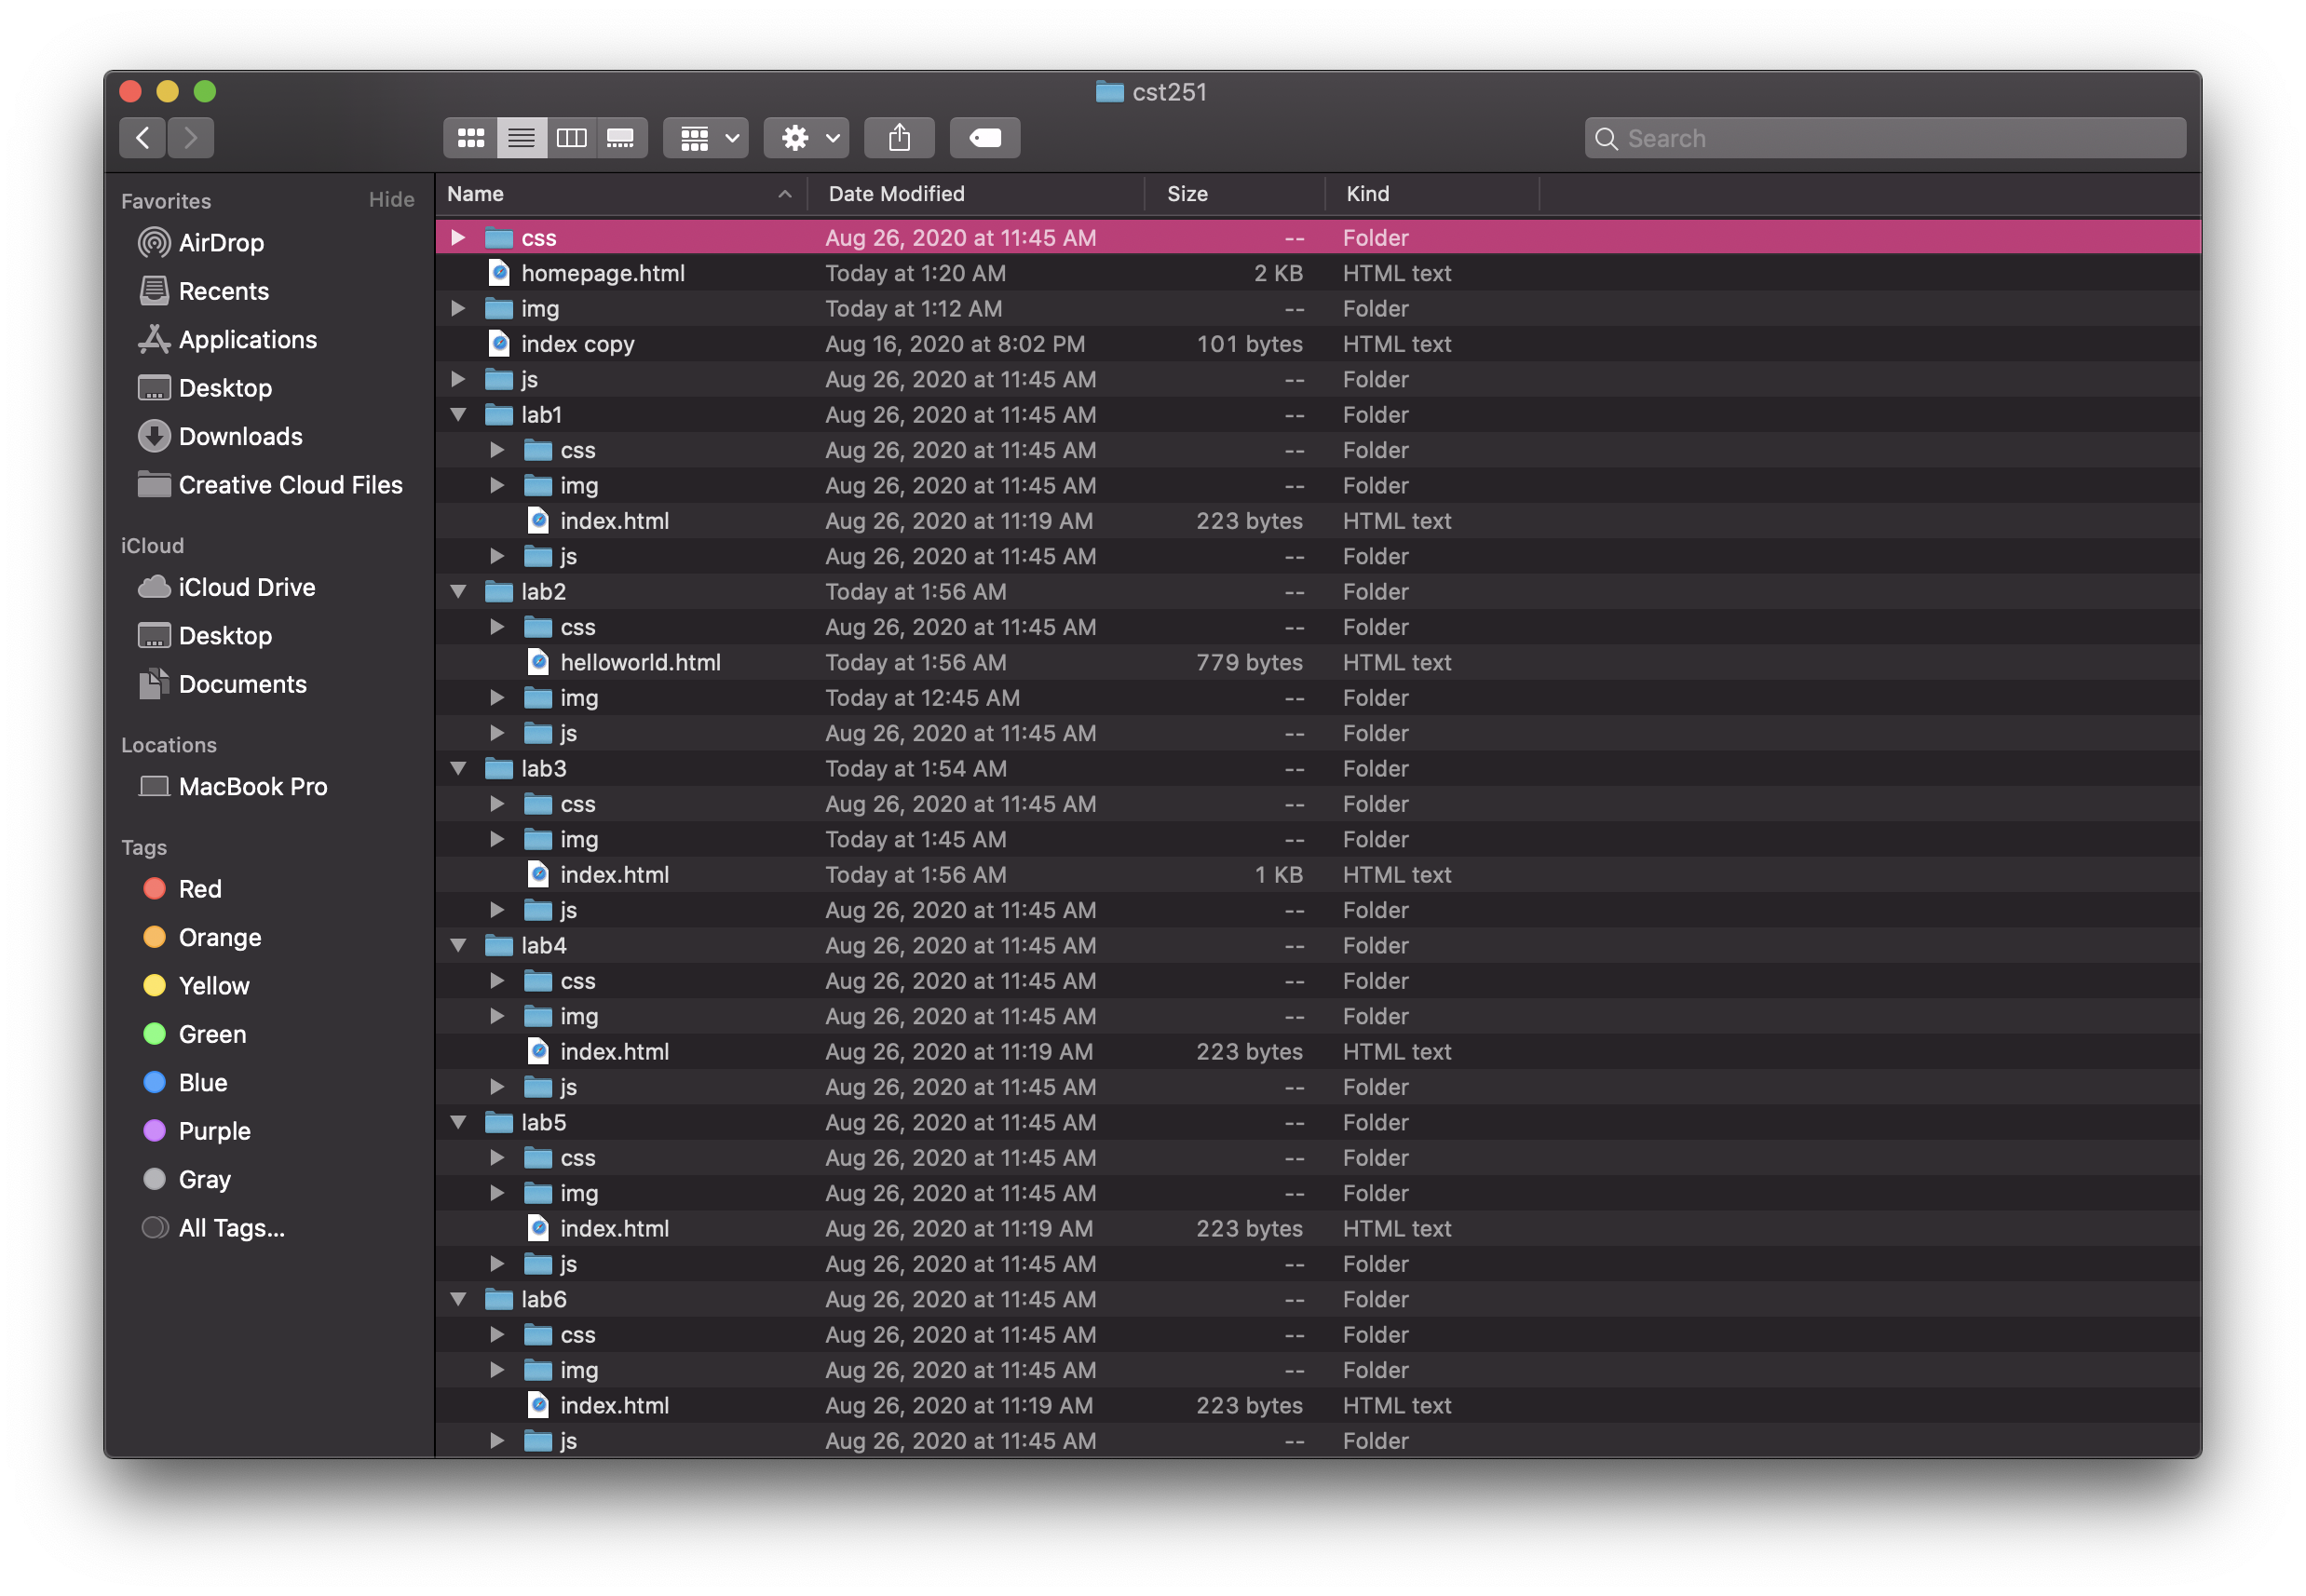 cst251
Search
Favorites Hide
AirDrop
Recents
Applications
Desktop
Downloads
Creative Cloud Files
iCloud
iCloud Drive
Desktop
Documents
Locations
MacBook Pro
Tags
Red
Orange
Yellow
Green
Blue
Purple
Gray
All Tags...
Name Date Modified Size Kind
css Aug 26, 2020 at 11:45 AM -- Folder
homepage.html Today at 1:20 AM 2 KB HTML text
img Today at 1:12 AM -- Folder
index copy Aug 16, 2020 at 8:02 PM 101 bytes HTML text
js Aug 26, 2020 at 11:45 AM -- Folder
lab1 Aug 26, 2020 at 11:45 AM -- Folder
css Aug 26, 2020 at 11:45 AM -- Folder
img Aug 26, 2020 at 11:45 AM -- Folder
index.html Aug 26, 2020 at 11:19 AM 223 bytes HTML text
js Aug 26, 2020 at 11:45 AM -- Folder
lab2 Today at 1:56 AM -- Folder
css Aug 26, 2020 at 11:45 AM -- Folder
helloworld.html Today at 1:56 AM 779 bytes HTML text
img Today at 12:45 AM -- Folder
js Aug 26, 2020 at 11:45 AM -- Folder
lab3 Today at 1:54 AM -- Folder
css Aug 26, 2020 at 11:45 AM -- Folder
img Today at 1:45 AM -- Folder
index.html Today at 1:56 AM 1 KB HTML text
js Aug 26, 2020 at 11:45 AM -- Folder
lab4 Aug 26, 2020 at 11:45 AM -- Folder
css Aug 26, 2020 at 11:45 AM -- Folder
img Aug 26, 2020 at 11:45 AM -- Folder
index.html Aug 26, 2020 at 11:19 AM 223 bytes HTML text
js Aug 26, 2020 at 11:45 AM -- Folder
lab5 Aug 26, 2020 at 11:45 AM -- Folder
css Aug 26, 2020 at 11:45 AM -- Folder
img Aug 26, 2020 at 11:45 AM -- Folder
index.html Aug 26, 2020 at 11:19 AM 223 bytes HTML text
js Aug 26, 2020 at 11:45 AM -- Folder
lab6 Aug 26, 2020 at 11:45 AM -- Folder
css Aug 26, 2020 at 11:45 AM -- Folder
img Aug 26, 2020 at 11:45 AM -- Folder
index.html Aug 26, 2020 at 11:19 AM 223 bytes HTML text
js Aug 26, 2020 at 11:45 AM -- Folder